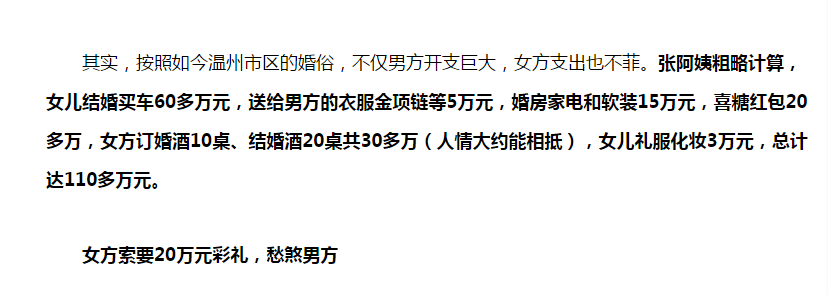 其实，按照如今温州市区的婚俗，不仅男方开支巨大，女方支出也不菲。张阿姨粗略计算，
女儿结婚买车60多万元，送给男方的衣服金项链等5万元，婚房家电和软装15万元，喜糖红包20
多万，女方订婚酒10桌、结婚酒20桌共30多万（人情大约能相抵），女儿礼服化妆3万元，总计
达110多万元。
女方索要20万元彩礼，愁煞男方